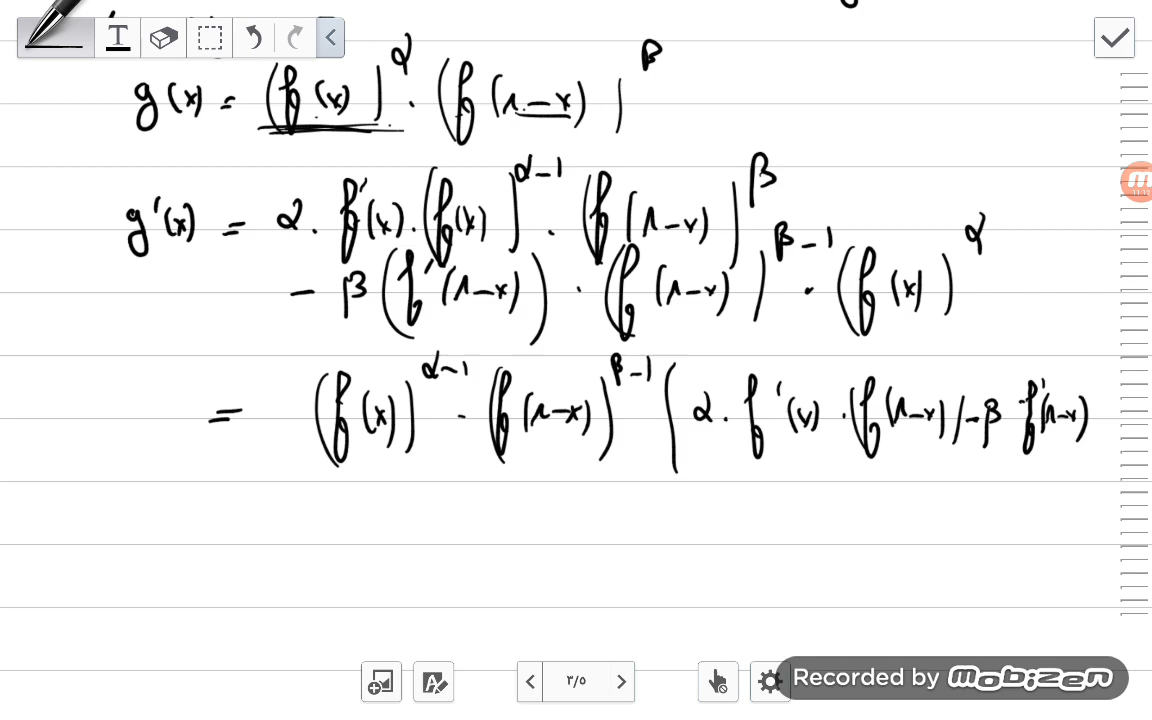 T
g(x) = (f(x))^α · (f(1-x))^β
g'(x) = α · f'(x) · (f(x))^α-1 · (f(1-x))^β
- β (f'(1-x)) · (f(1-x))^β-1 · (f(x))^α
= (f(x))^α-1 · (f(1-x))^β-1 (α · f'(x) · (f(1-x)) - β f'(1-x)
٣/٥
Recorded by mobizen